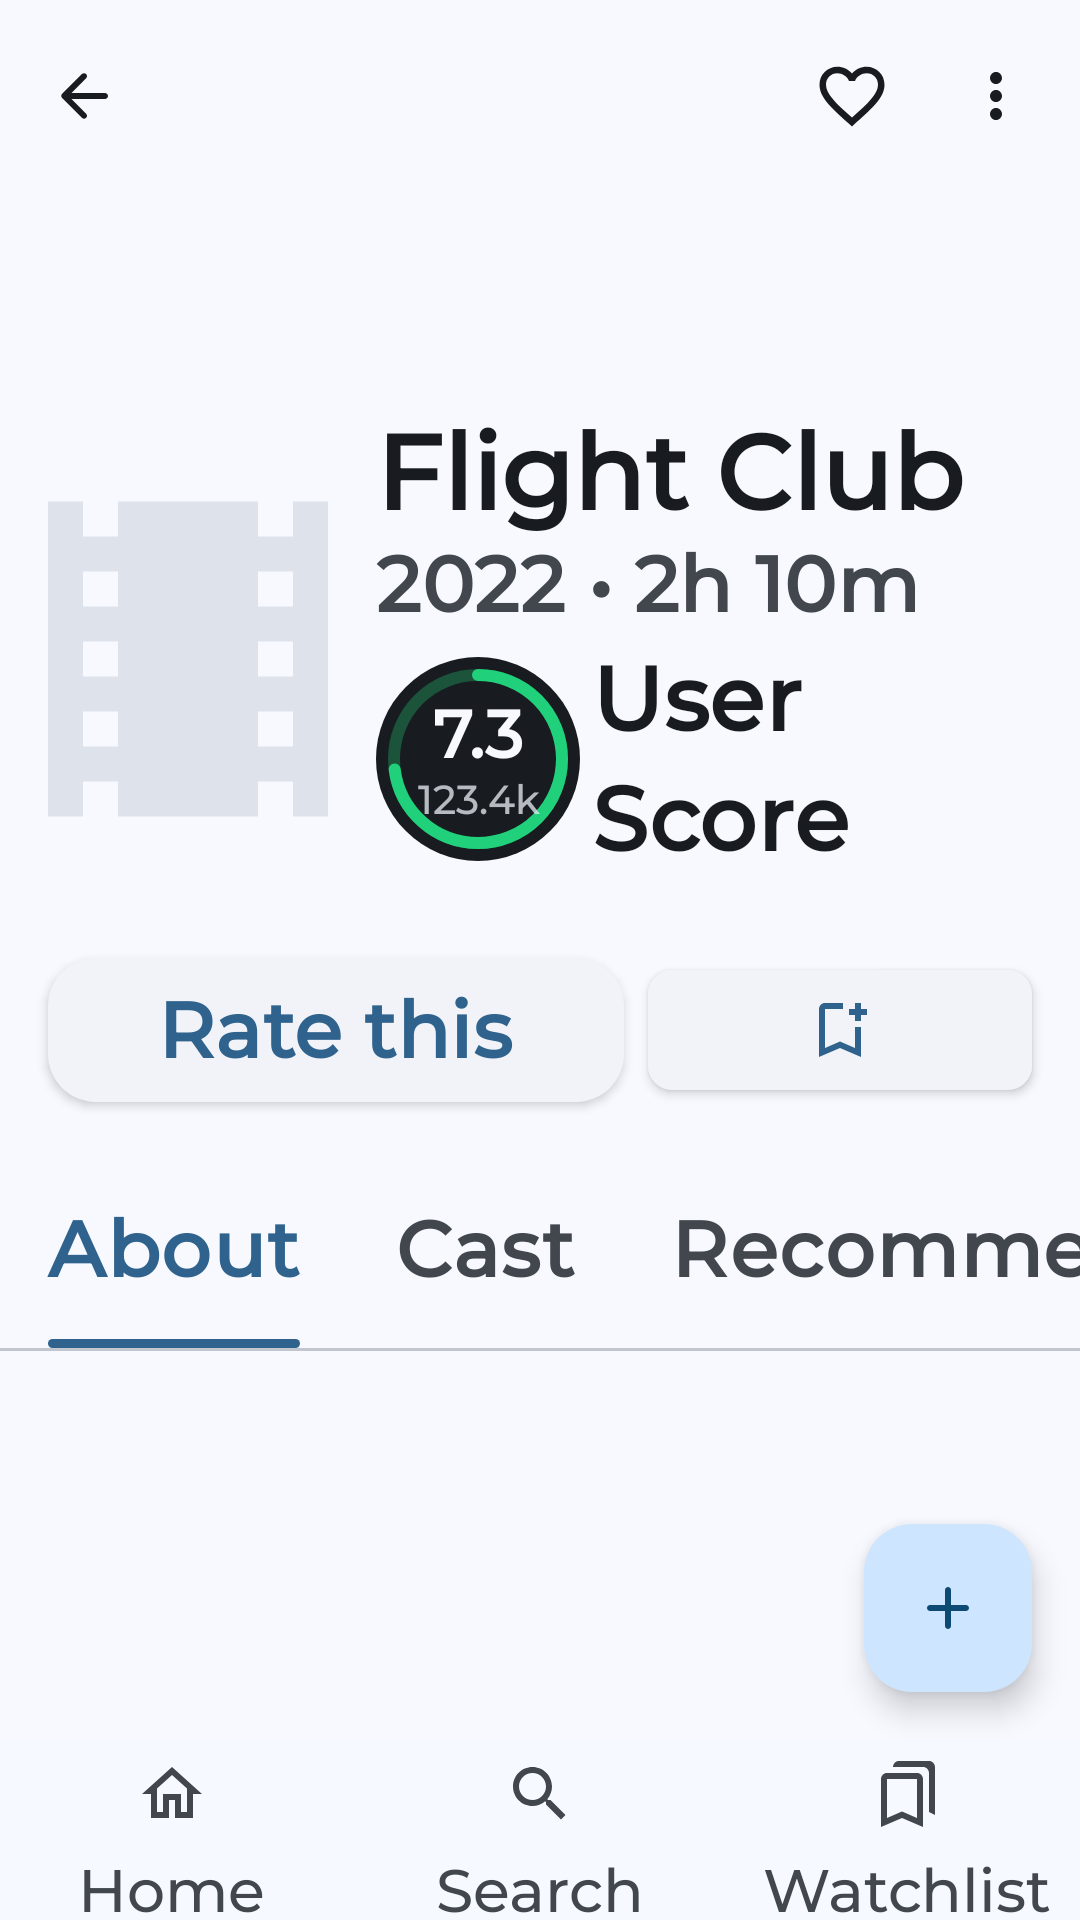 Flight Club
2022 • 2h 10m
7.3
123.4k
User
Score
Rate this
About
Cast
Recomme
Home
Search
Watchlist